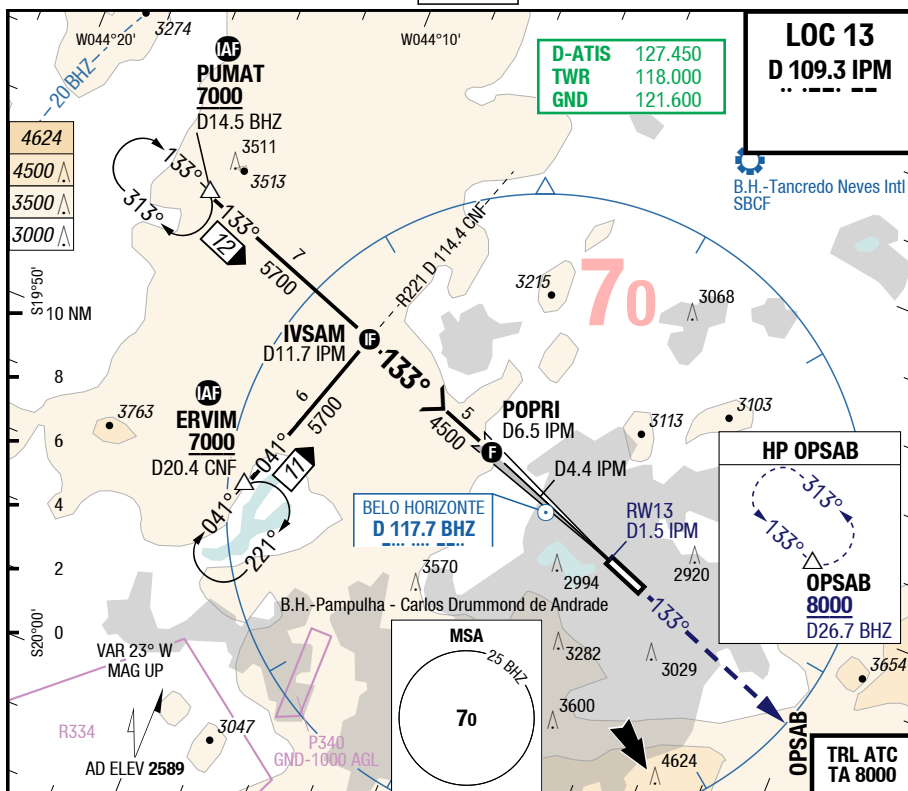 LOC 13
D 109.3 IPM
D-ATIS 127.450
TWR 118.000
GND 121.600
W044°20'
3274
W044°10'
20 BHZ
IAF
PUMAT
7000
D14.5 BHZ
4624
4500
3500
3000
3511
3513
133°
313°
133°
12
7
5700
R221 D 114.4 CNF
B.H.-Tancredo Neves Intl
SBCF
S19°50'
10 NM
8
6
4
2
0
S20°00'
3215
70
3068
IVSAM
D11.7 IPM
IF
133°
5
4500
IAF
ERVIM
7000
D20.4 CNF
3763
6
5700
041°
11
041°
221°
POPRI
D6.5 IPM
F
D4.4 IPM
3113
3103
BELO HORIZONTE
D 117.7 BHZ
RW13
D1.5 IPM
HP OPSAB
313°
133°
OPSAB
8000
D26.7 BHZ
3570
2994
2920
B.H.-Pampulha - Carlos Drummond de Andrade
133°
3282
3029
3654
3600
4624
OPSAB
VAR 23° W
MAG UP
R334
3047
AD ELEV 2589
P340
GND-1000 AGL
MSA
25 BHZ
70
TRL ATC
TA 8000